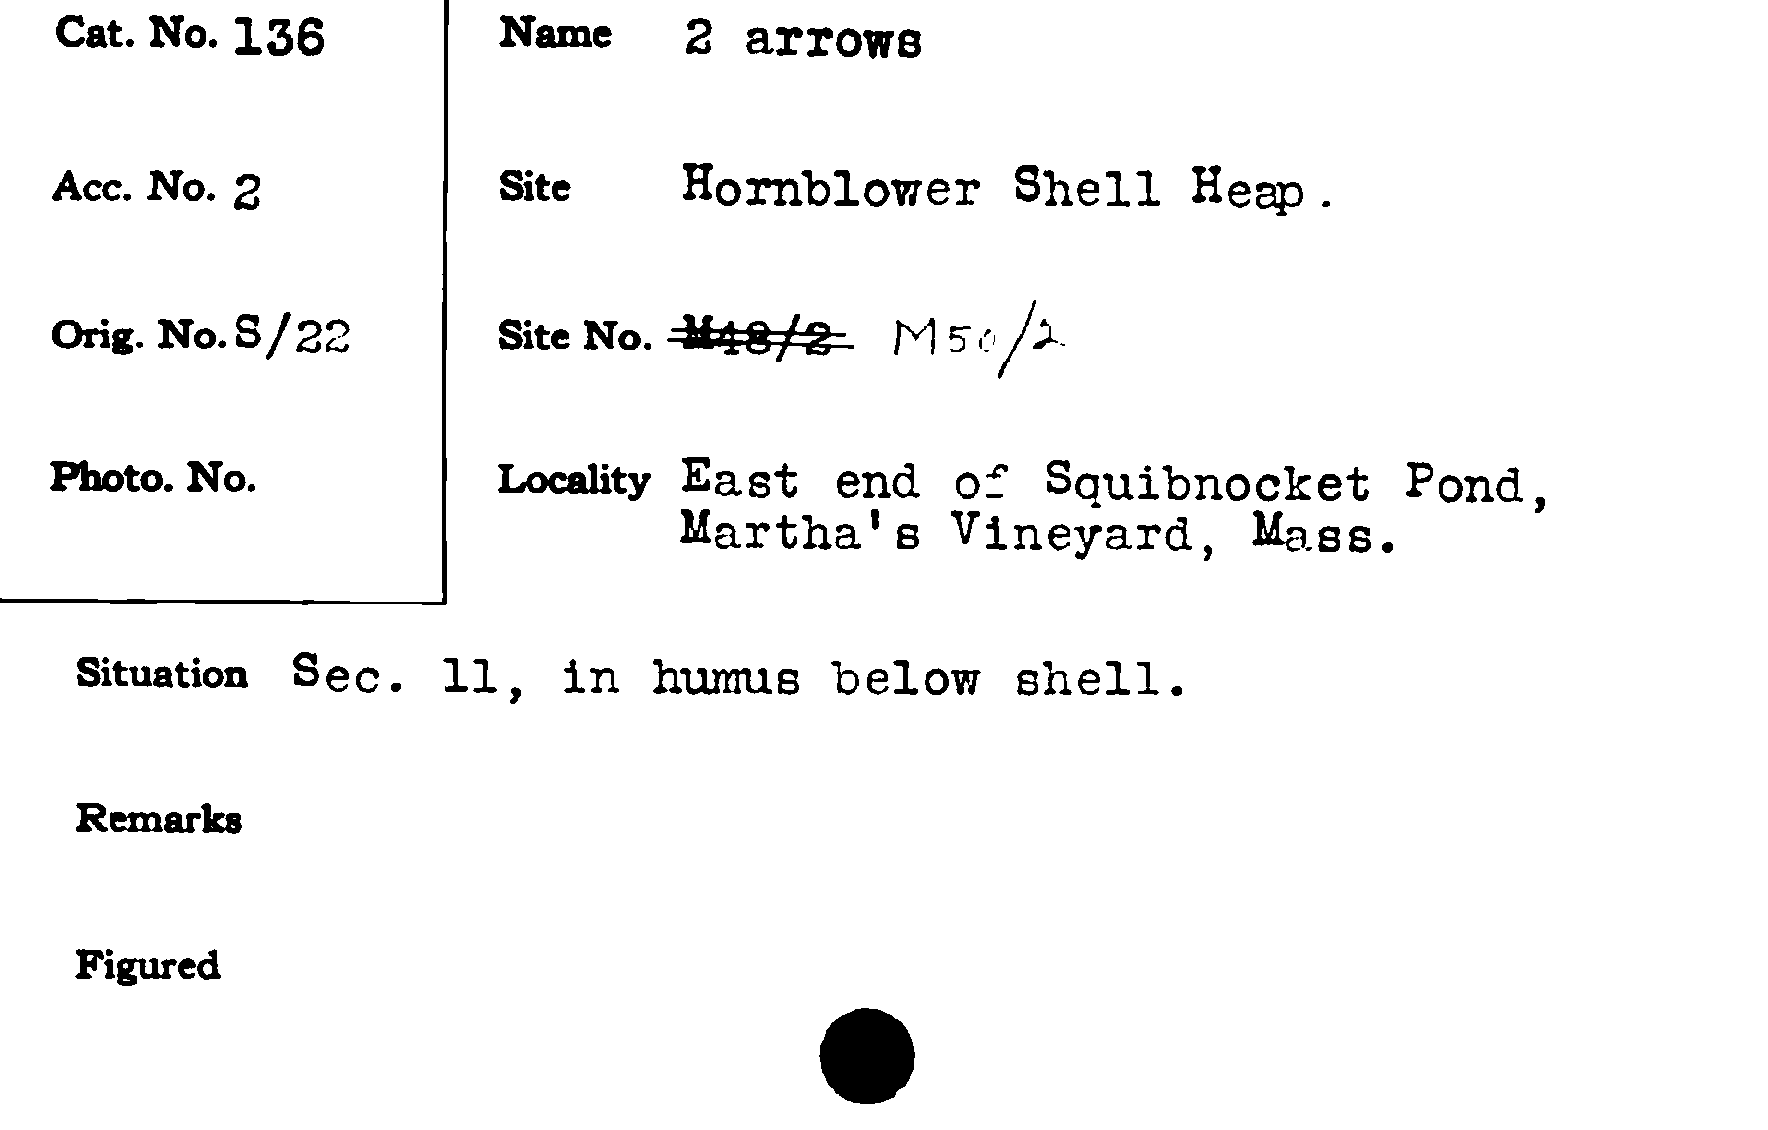 Cat. No. 136
Name 2 arrows
Acc. No. 2
Site Hornblower Shell Heap.
Orig. No. S/22
Site No. M48/2 M50/2
Photo. No.
Locality East end of Squibnocket Pond,
Martha's Vineyard, Mass.
Situation Sec. 11, in humus below shell.
Remarks
Figured